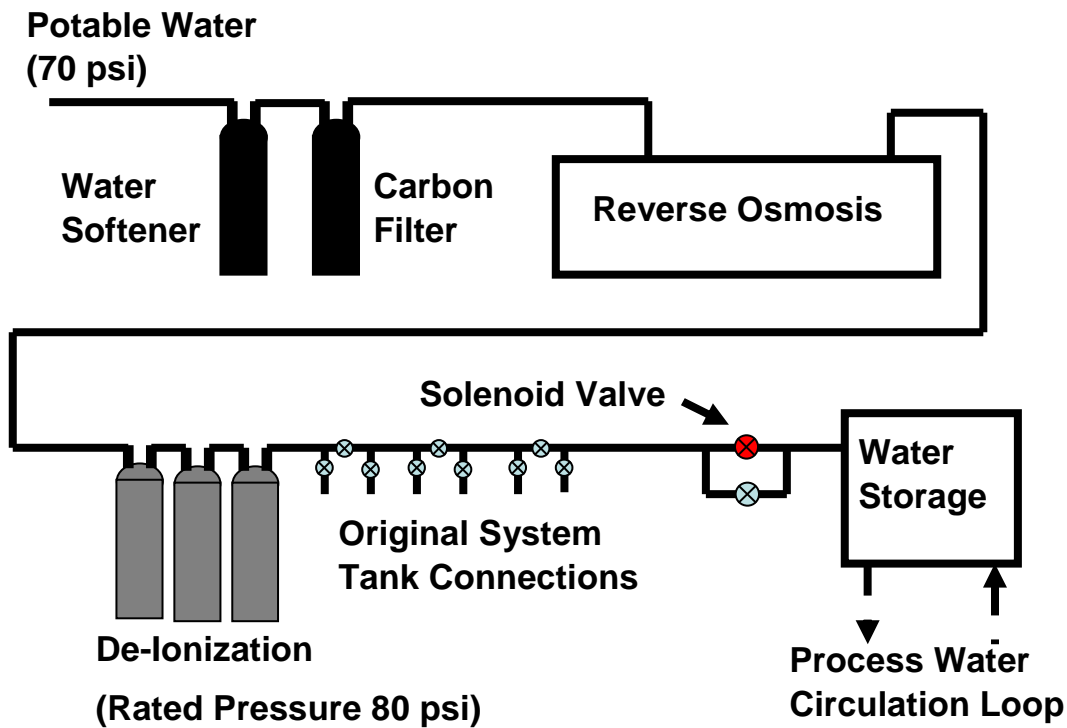 Potable Water
(70 psi)
Water
Softener
Carbon
Filter
Reverse Osmosis
Solenoid Valve
Water
Storage
Original System
Tank Connections
De-Ionization
(Rated Pressure 80 psi)
Process Water
Circulation Loop